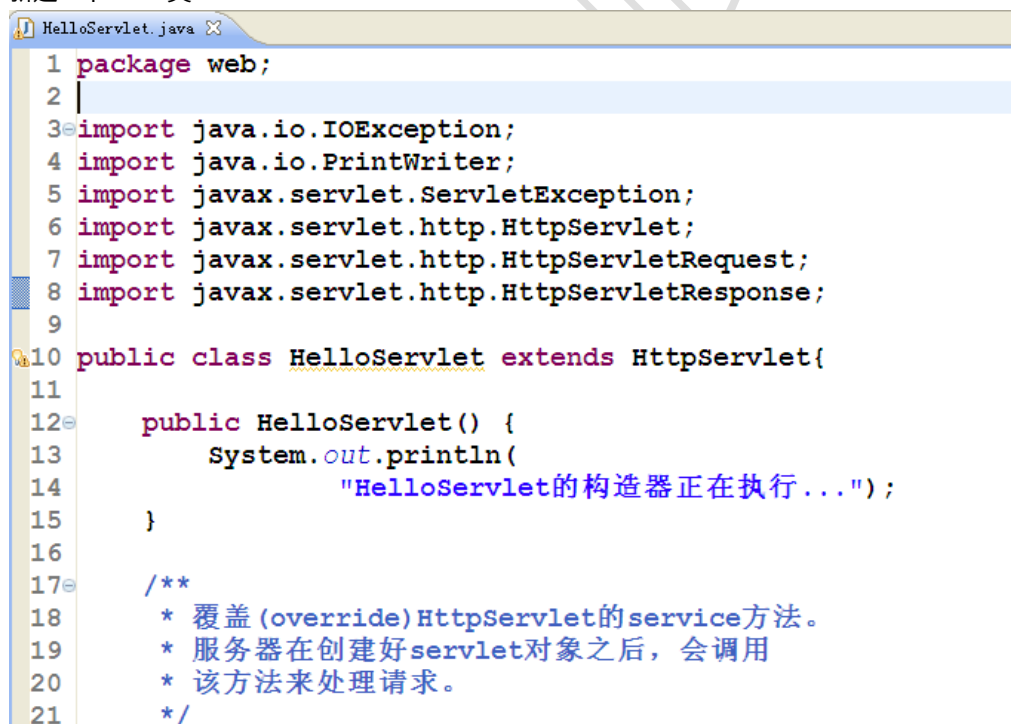 HelloServlet.java
1 package web;
2
3 import java.io.IOException;
4 import java.io.PrintWriter;
5 import javax.servlet.ServletException;
6 import javax.servlet.http.HttpServlet;
7 import javax.servlet.http.HttpServletRequest;
8 import javax.servlet.http.HttpServletResponse;
9
10 public class HelloServlet extends HttpServlet{
11
12 public HelloServlet() {
13 System.out.println(
14 "HelloServlet的构造器正在执行...");
15 }
16
17 /**
18 * 覆盖(override)HttpServlet的service方法。
19 * 服务器在创建好servlet对象之后，会调用
20 * 该方法来处理请求。
21 */